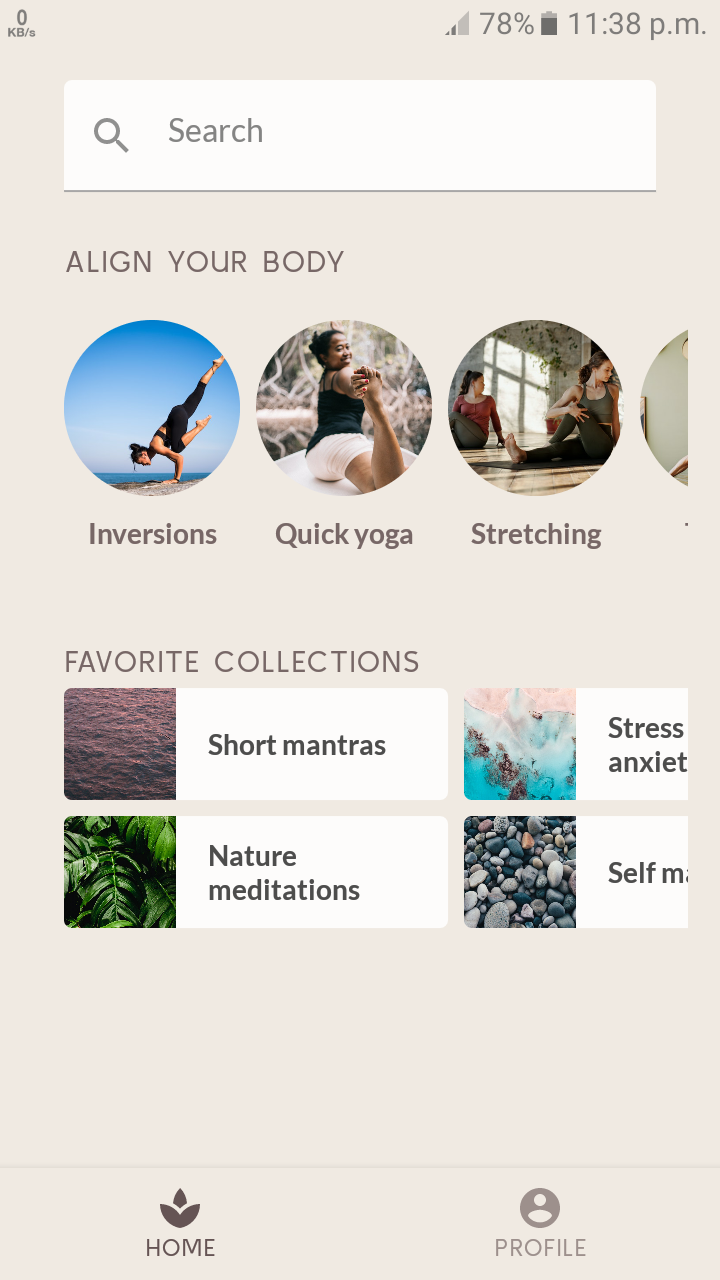 0
KB/s
78%
11:38 p.m.
Search
ALIGN YOUR BODY
Inversions
Quick yoga
Stretching
FAVORITE COLLECTIONS
Short mantras
Stress
anxiet
Nature
meditations
Self ma
HOME
PROFILE